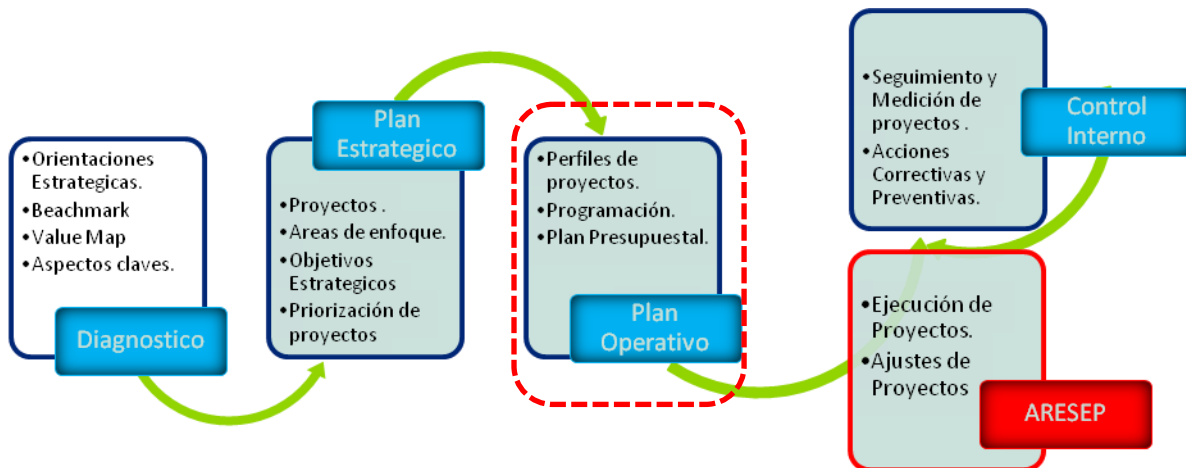 •Orientaciones
Estrategicas.
•Beachmark
•Value Map
•Aspectos claves.
Diagnostico
Plan
Estrategico
•Proyectos .
•Areas de enfoque.
•Objetivos
Estrategicos
•Priorización de
proyectos
•Perfiles de
proyectos.
•Programación.
•Plan Presupuestal.
Plan
Operativo
•Seguimiento y
Medición de
proyectos .
•Acciones
Correctivas y
Preventivas.
Control
Interno
•Ejecución de
Proyectos.
•Ajustes de
Proyectos
ARESEP